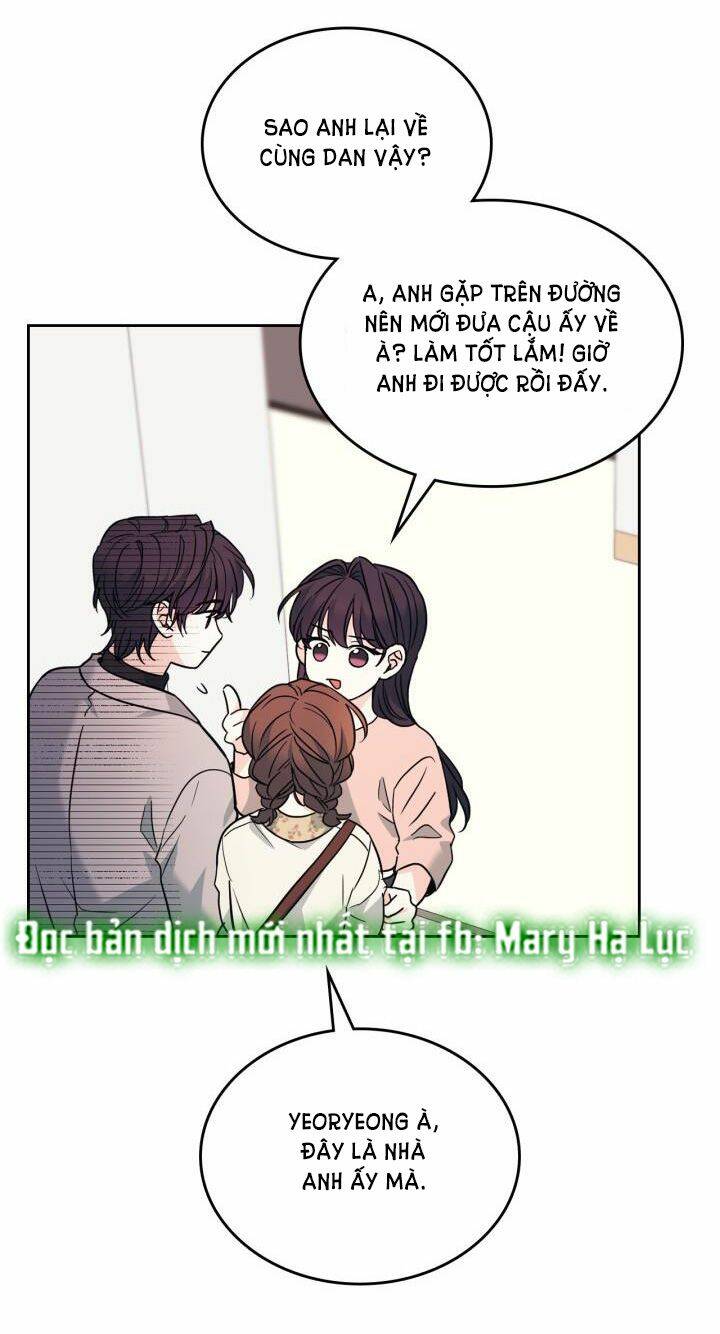 SAO ANH LẠI VỀ
CÙNG DAN VẬY?
A, ANH GẶP TRÊN ĐƯỜNG
NÊN MỚI ĐƯA CẬU ẤY VỀ
À? LÀM TỐT LẮM! GIỜ
ANH ĐI ĐƯỢC RỒI ĐẤY.
Đọc bản dịch mới nhất tại fb: Mary Hạ Lục
YEORYEONG À,
ĐÂY LÀ NHÀ
ANH ẤY MÀ.